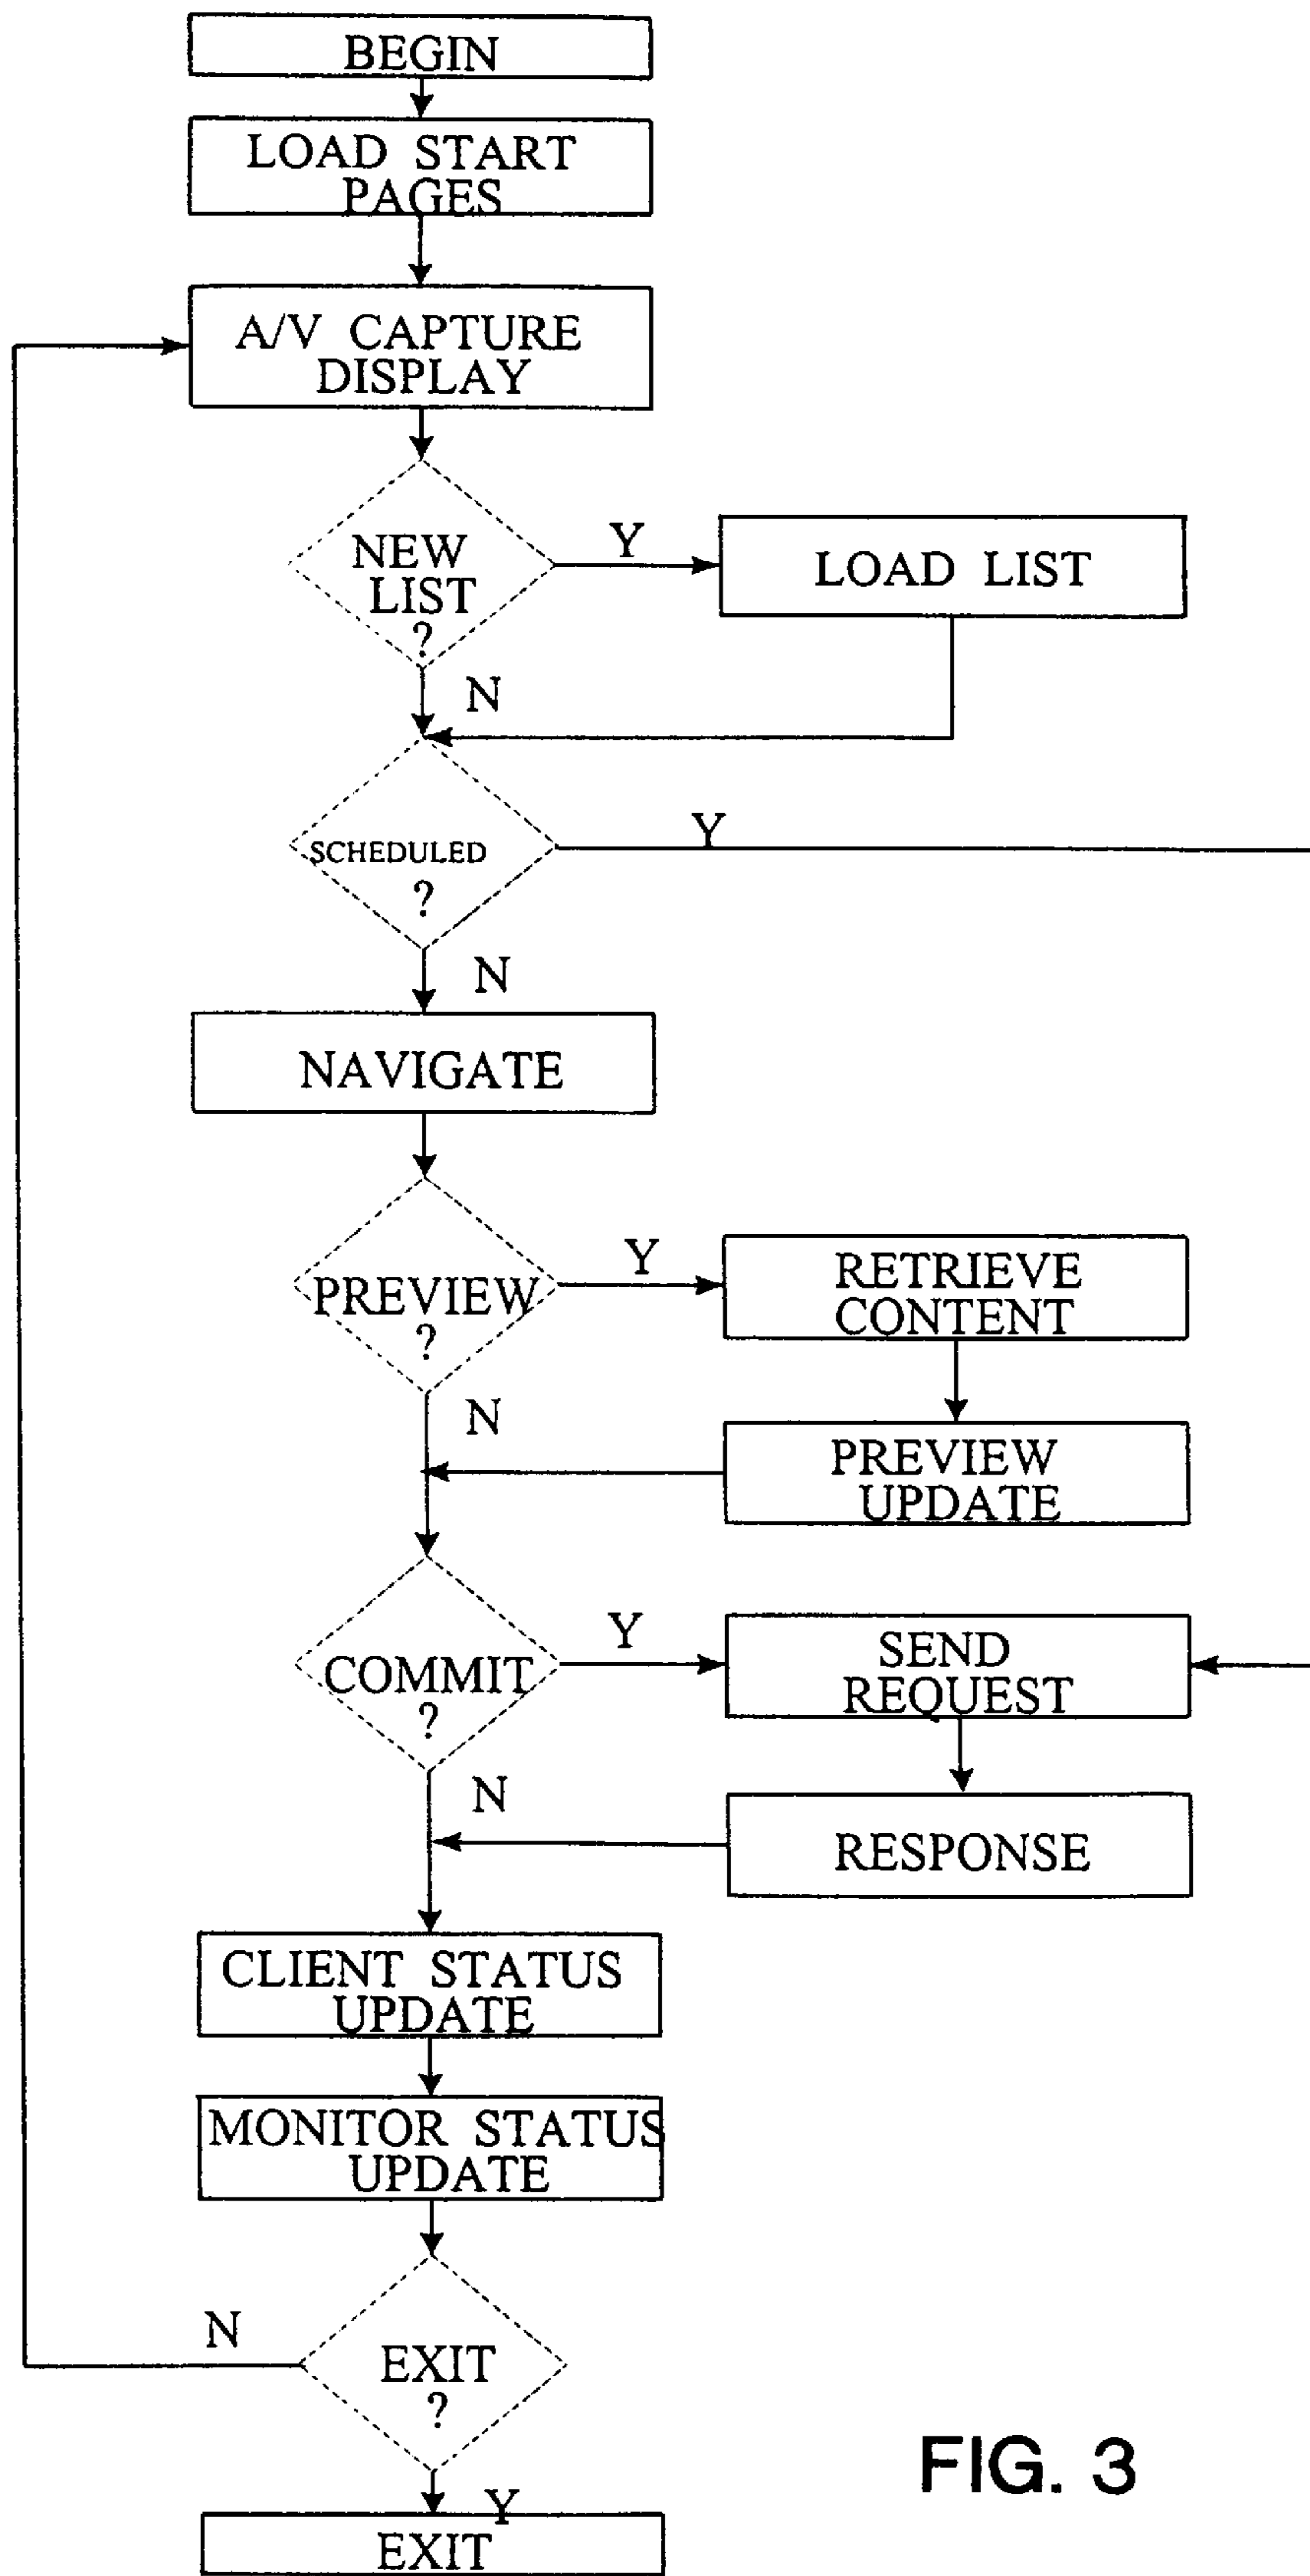 BEGIN
LOAD START
PAGES
A/V CAPTURE
DISPLAY
NEW
LIST
?
Y
LOAD LIST
N
SCHEDULED
?
Y
N
NAVIGATE
PREVIEW
?
Y
RETRIEVE
CONTENT
N
PREVIEW
UPDATE
COMMIT
?
Y
SEND
REQUEST
N
RESPONSE
CLIENT STATUS
UPDATE
MONITOR STATUS
UPDATE
N
EXIT
?
Y
EXIT
FIG. 3